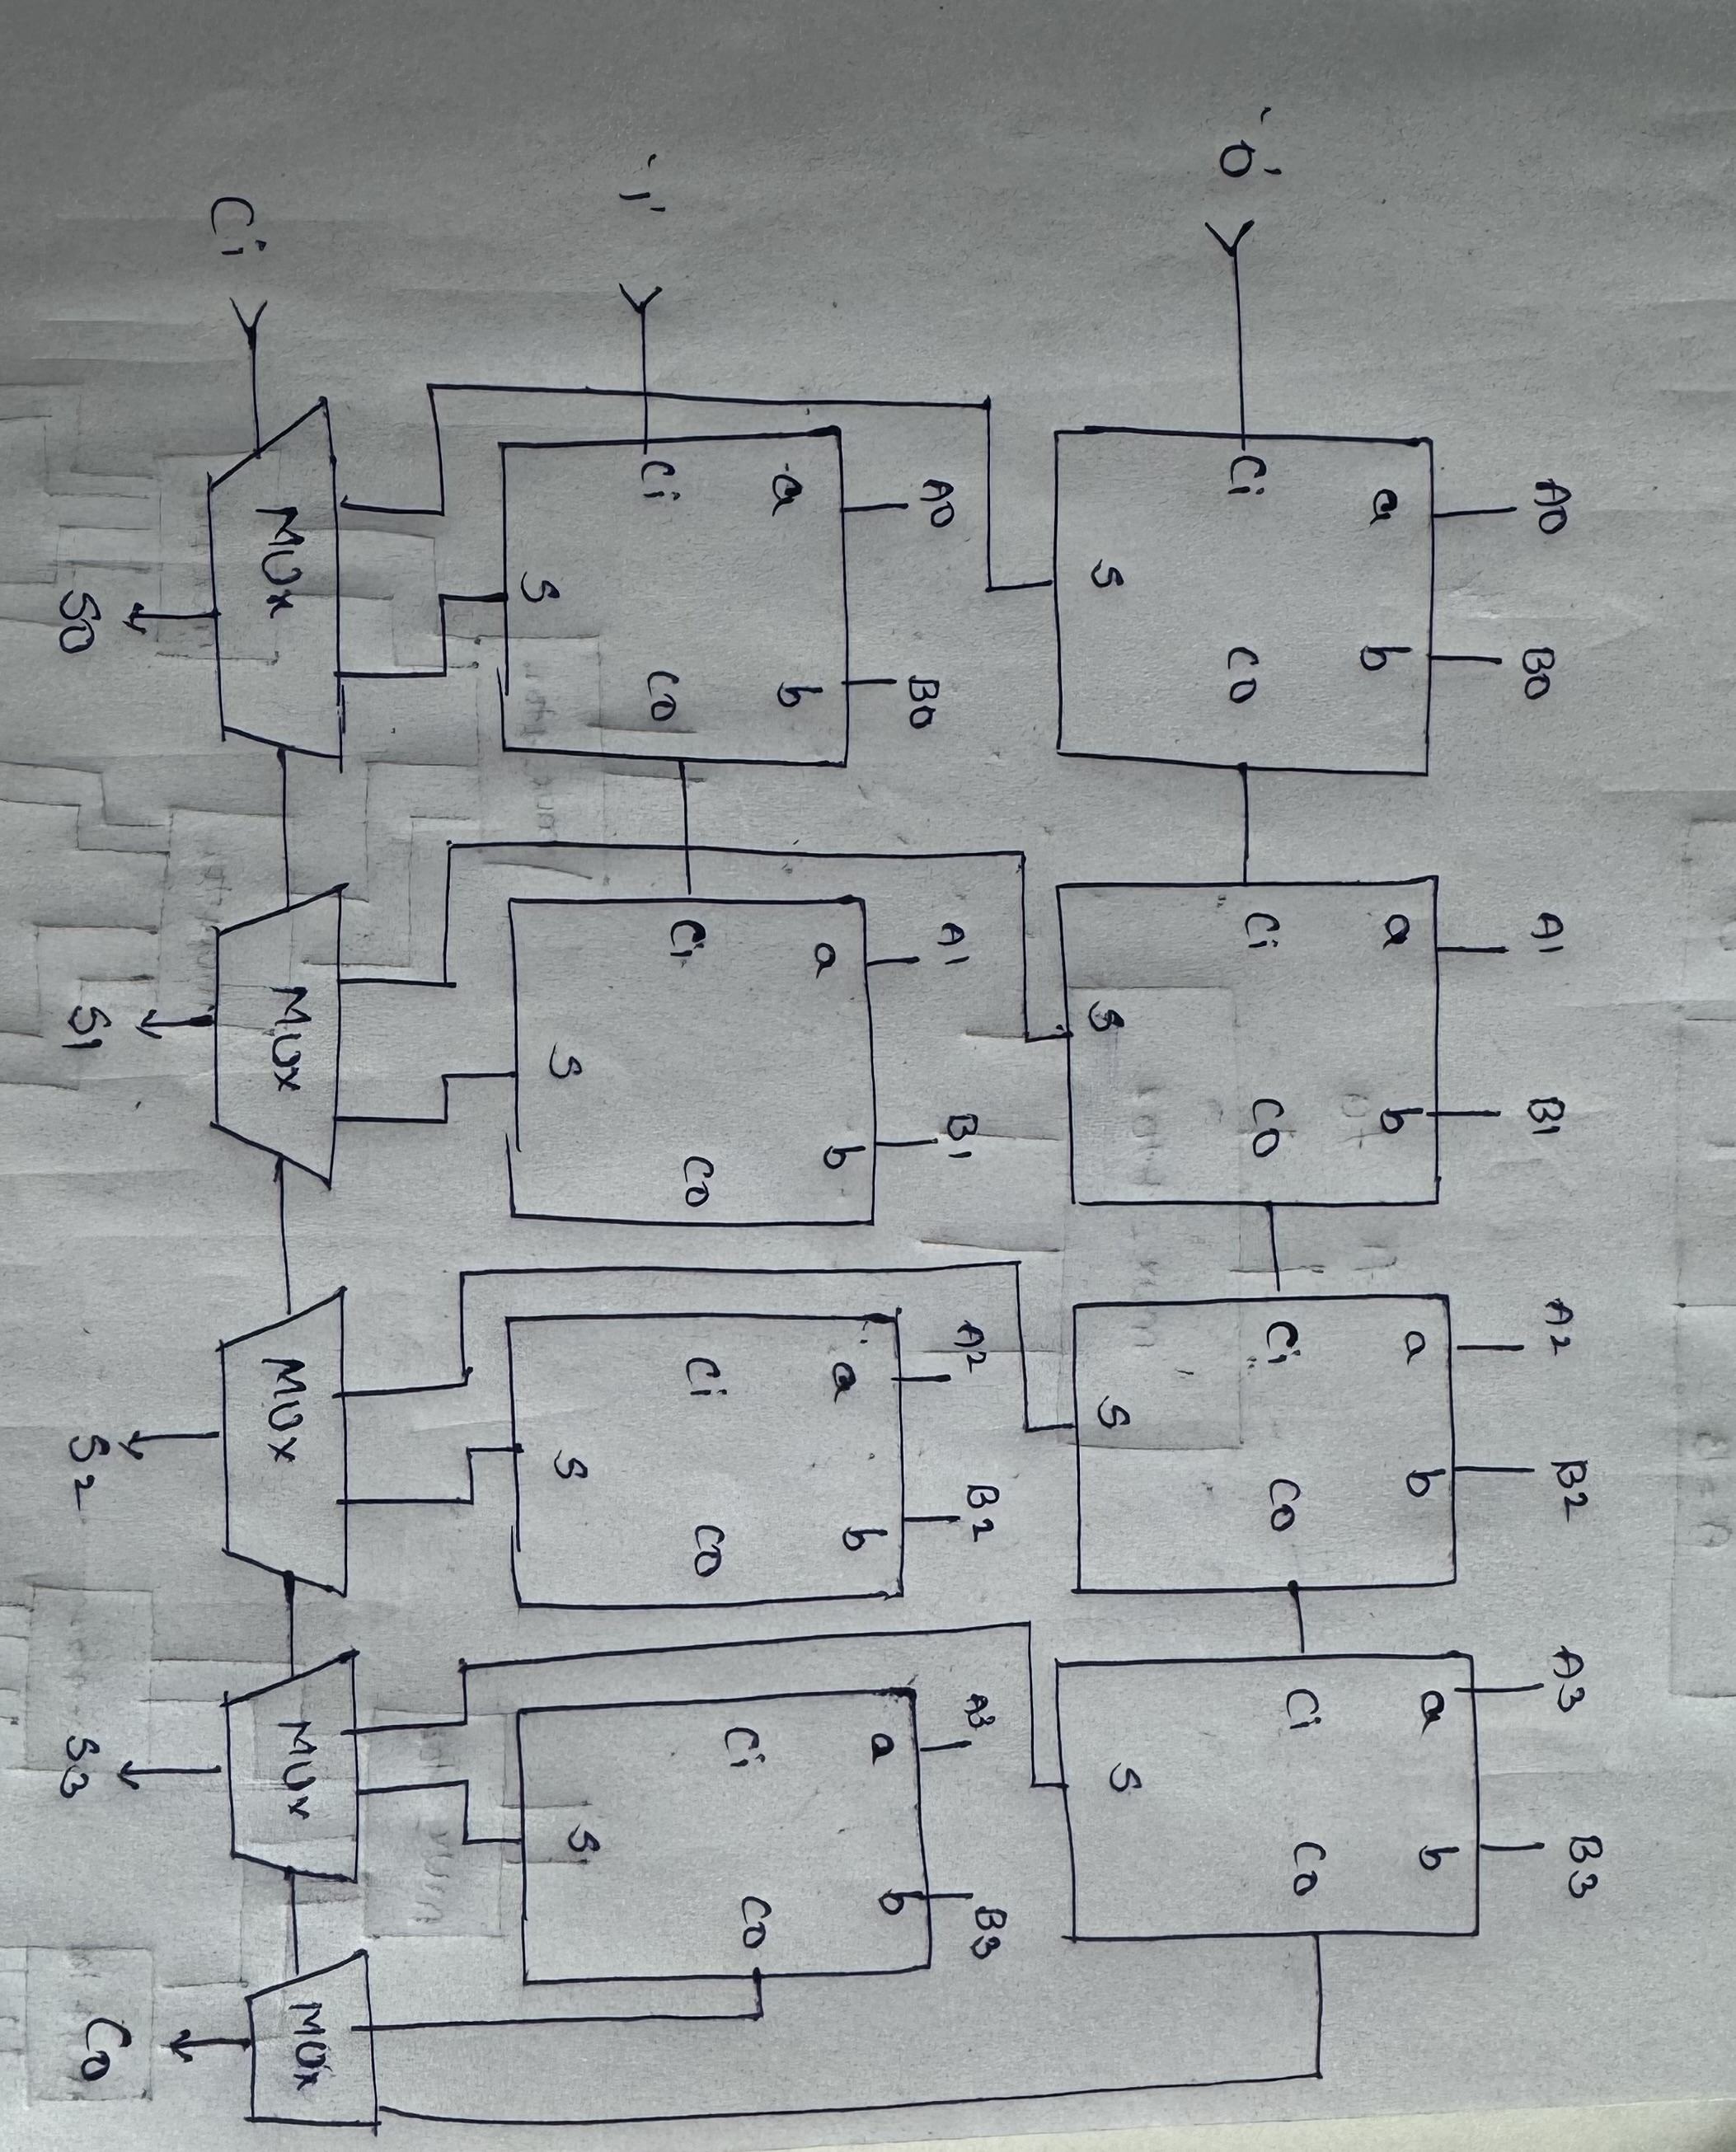 A0 B0 A1 B1 A2 B2 A3 B3
a b a b a b a b
'0' Ci CO Ci CO Ci CO Ci CO
S S S S
A0 B0 A1 B1 A2 B2 A3 B3
a b a b a b a b
'1' Ci CO Ci CO Ci CO Ci CO
S S S S
Ci MUX MUX MUX MUX MUX
S0 S1 S2 S3 C0